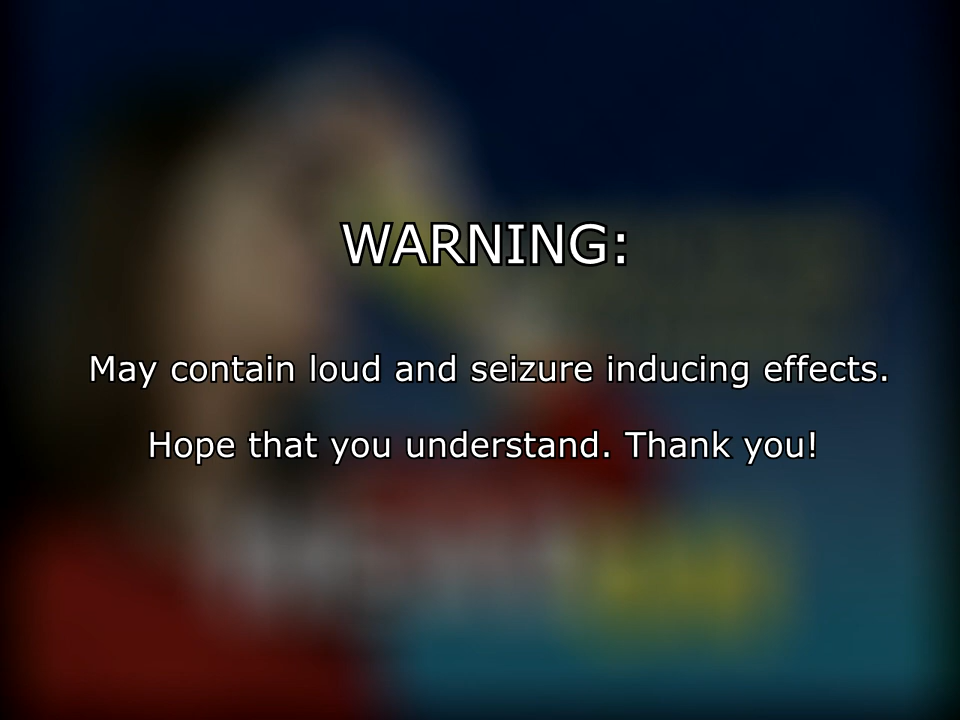 WARNING:
May contain loud and seizure inducing effects.
Hope that you understand. Thank you!